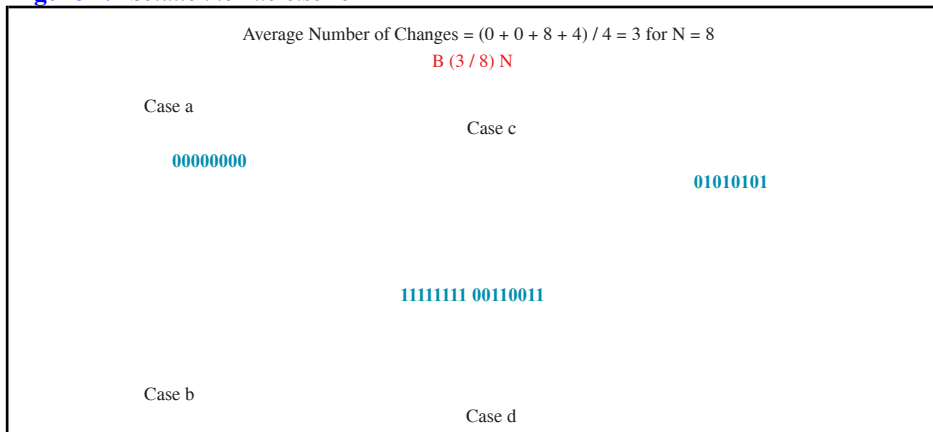 Average Number of Changes = (0 + 0 + 8 + 4) / 4 = 3 for N = 8
B (3 / 8) N
Case a
Case c
00000000
01010101
11111111 00110011
Case b
Case d